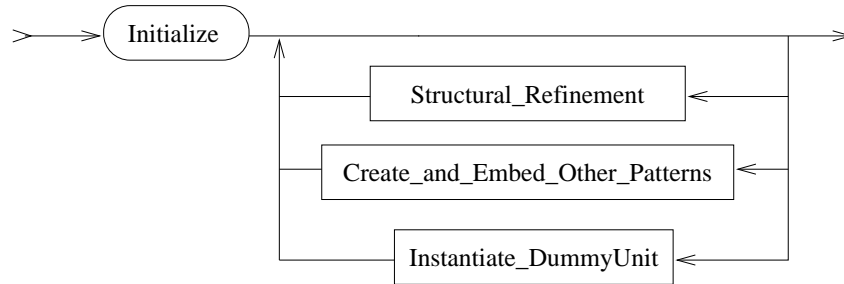 Initialize
Structural_Refinement
Create_and_Embed_Other_Patterns
Instantiate_DummyUnit